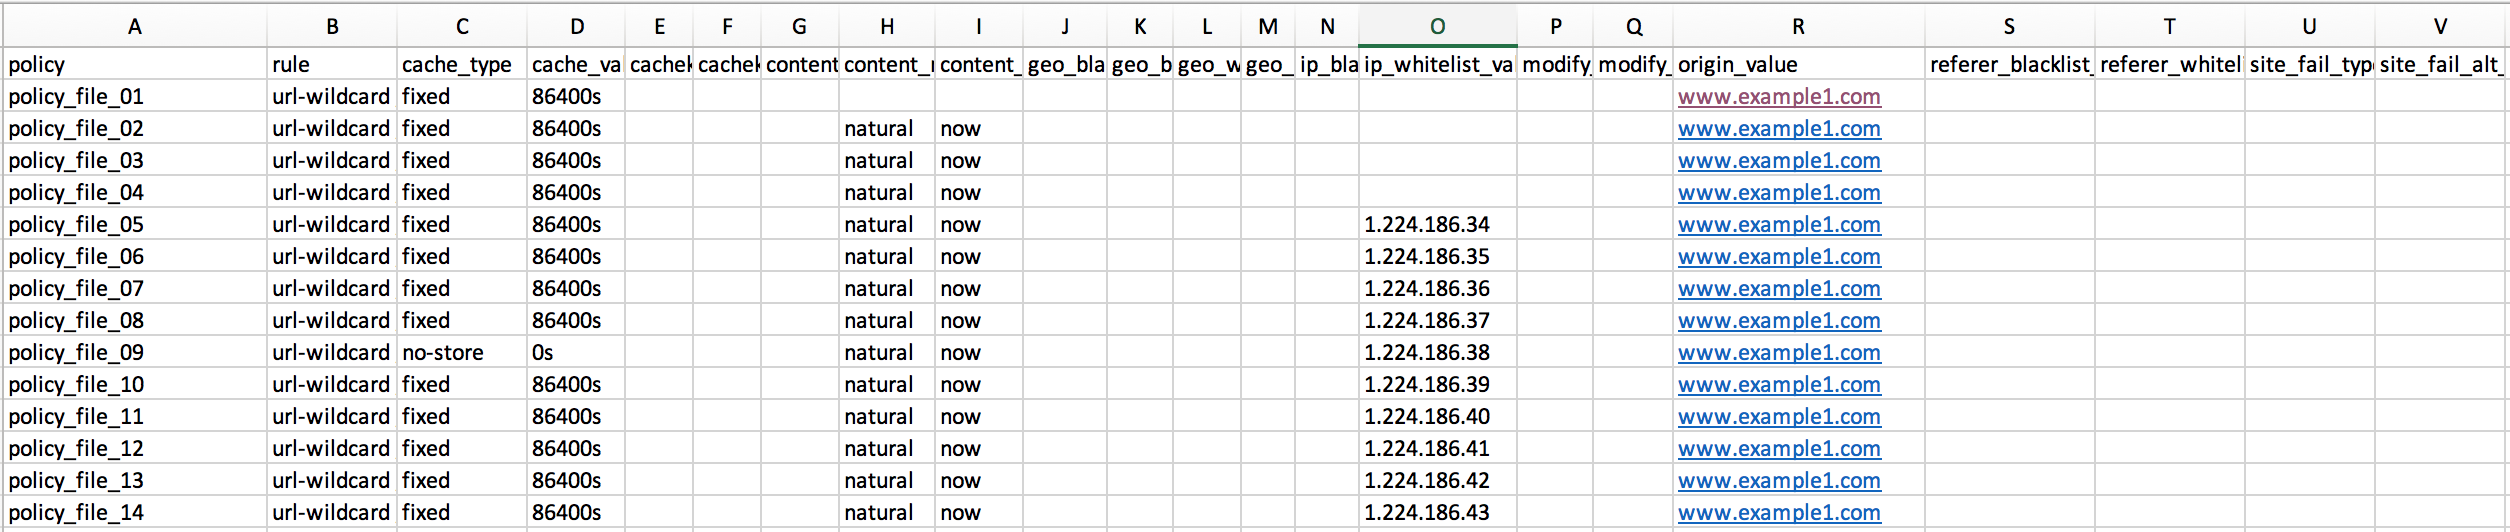 A B C D E F G H I J K L M N O P Q R S T U V
policy rule cache_type cache_va cachek cachek content content_ content_ geo_bla geo_b geo_w geo_ ip_bla ip_whitelist_va modify_ modify_ origin_value referer_blacklist_ referer_whitel site_fail_typ site_fail_alt_
policy_file_01 url-wildcard fixed 86400s www.example1.com
policy_file_02 url-wildcard fixed 86400s natural now www.example1.com
policy_file_03 url-wildcard fixed 86400s natural now www.example1.com
policy_file_04 url-wildcard fixed 86400s natural now www.example1.com
policy_file_05 url-wildcard fixed 86400s natural now 1.224.186.34 www.example1.com
policy_file_06 url-wildcard fixed 86400s natural now 1.224.186.35 www.example1.com
policy_file_07 url-wildcard fixed 86400s natural now 1.224.186.36 www.example1.com
policy_file_08 url-wildcard fixed 86400s natural now 1.224.186.37 www.example1.com
policy_file_09 url-wildcard no-store 0s natural now 1.224.186.38 www.example1.com
policy_file_10 url-wildcard fixed 86400s natural now 1.224.186.39 www.example1.com
policy_file_11 url-wildcard fixed 86400s natural now 1.224.186.40 www.example1.com
policy_file_12 url-wildcard fixed 86400s natural now 1.224.186.41 www.example1.com
policy_file_13 url-wildcard fixed 86400s natural now 1.224.186.42 www.example1.com
policy_file_14 url-wildcard fixed 86400s natural now 1.224.186.43 www.example1.com